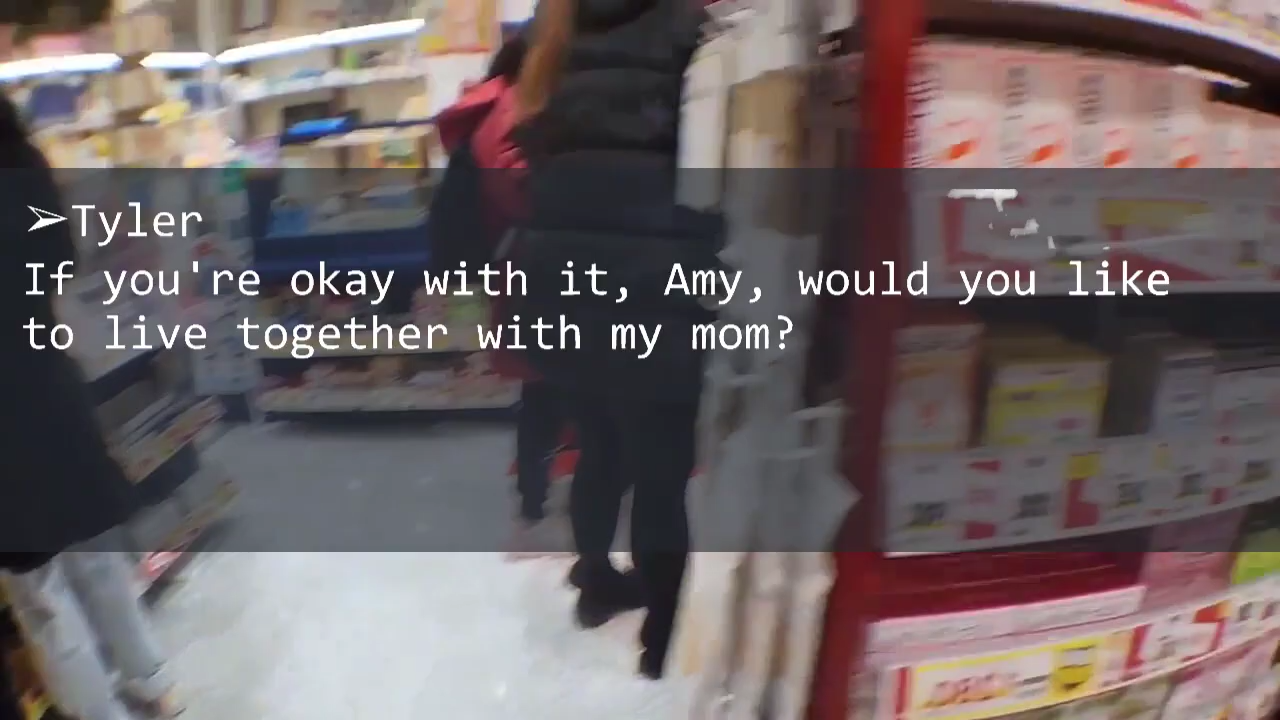 ➢Tyler
If you're okay with it, Amy, would you like
to live together with my mom?